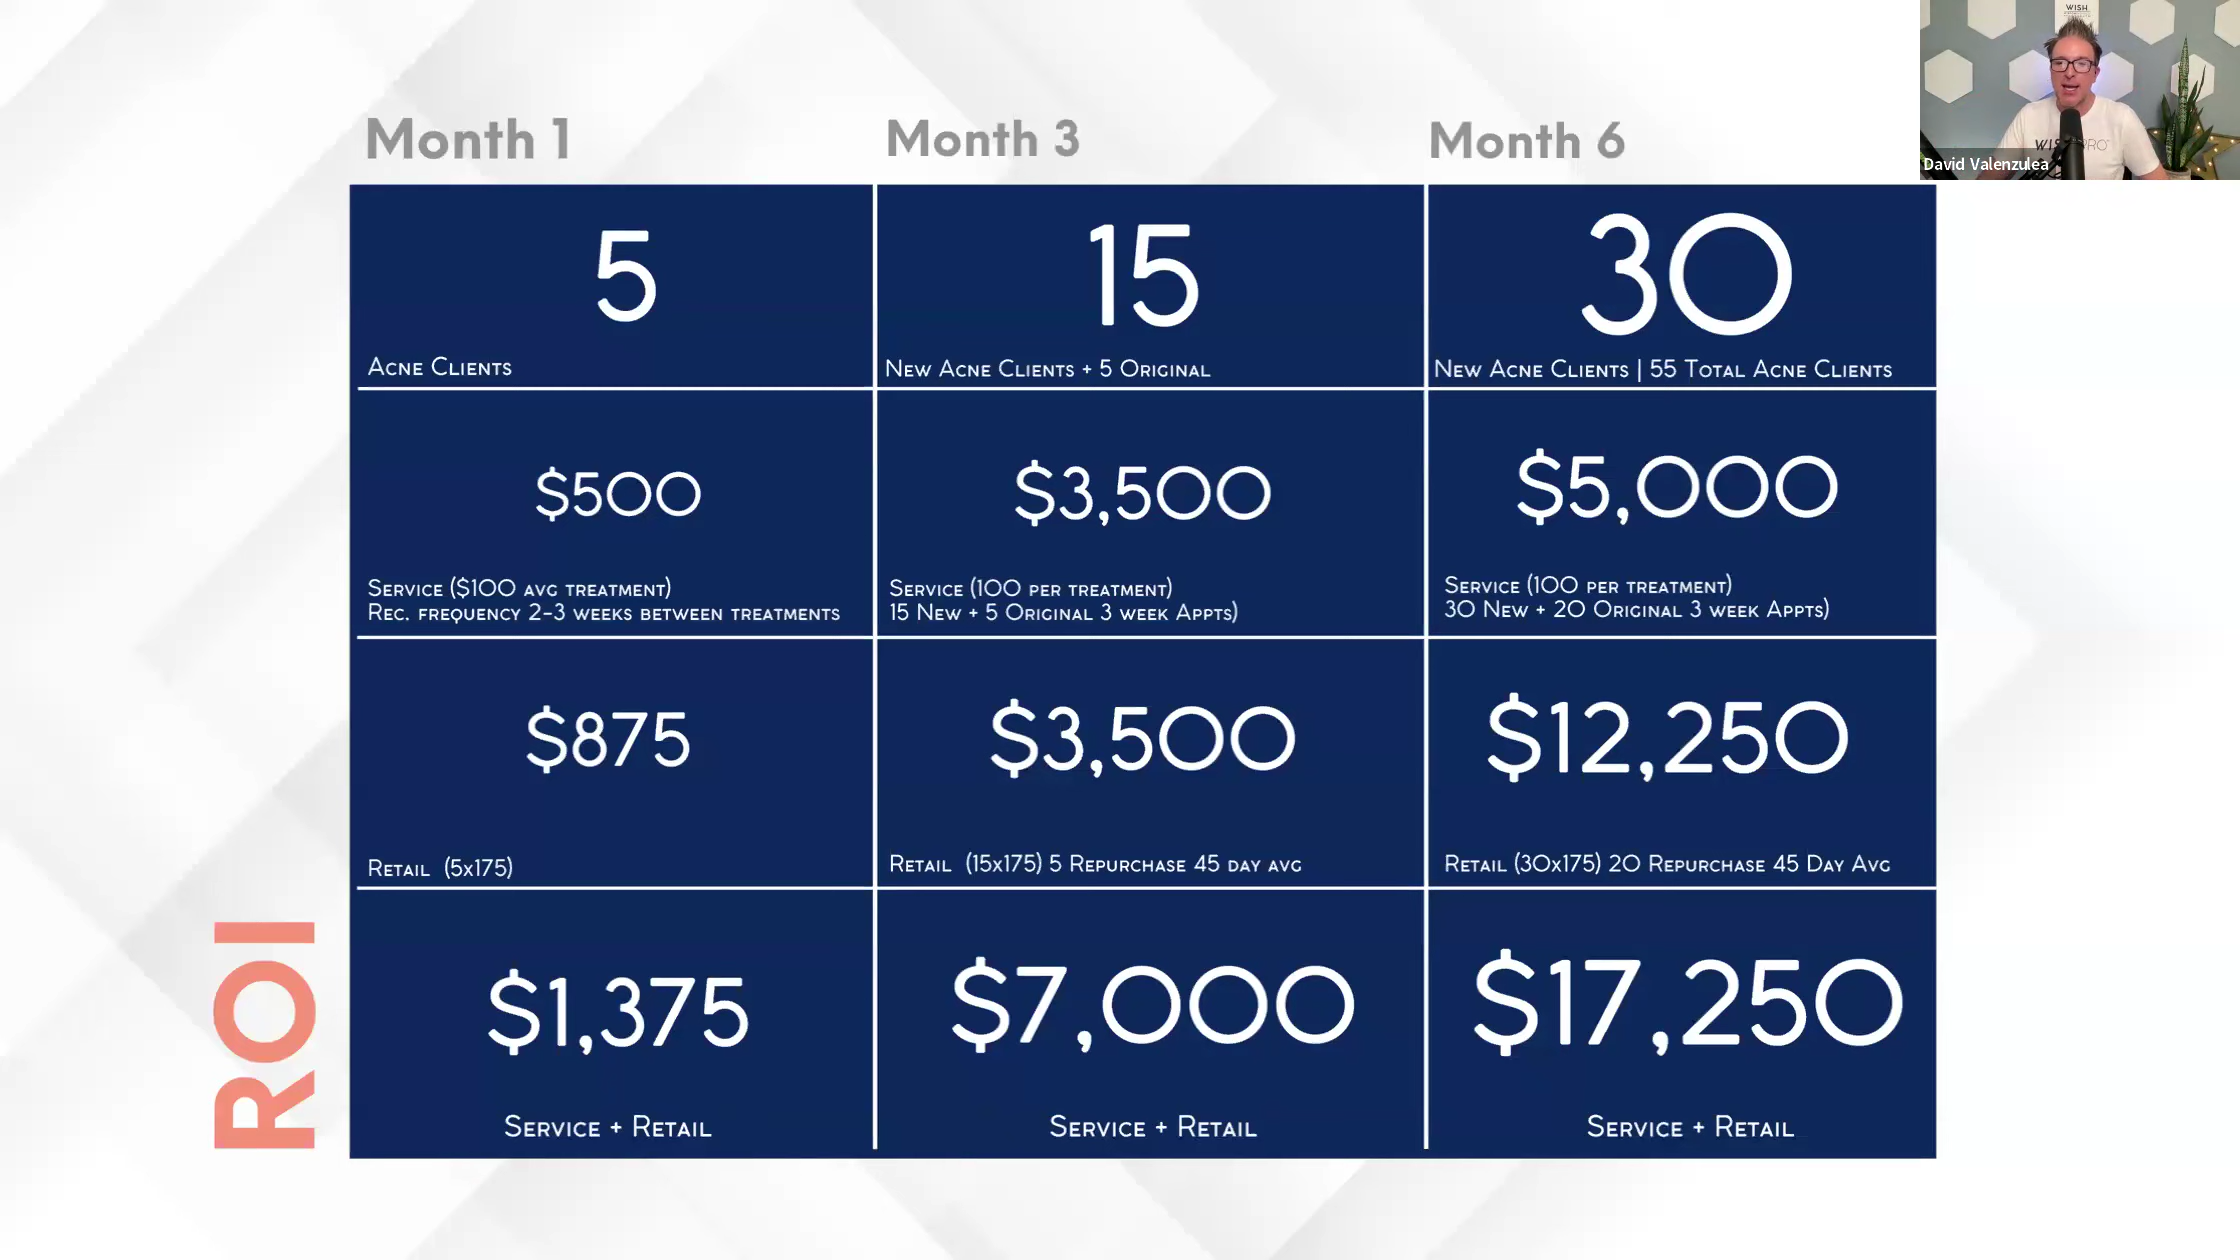 WISH
David Valenzulea
Month 1
Month 3
Month 6
5
Acne Clients
15
New Acne Clients + 5 Original
30
New Acne Clients | 55 Total Acne Clients
$500
Service ($100 avg treatment)
Rec. frequency 2-3 weeks between treatments
$3,500
Service (100 per treatment)
15 New + 5 Original 3 week Appts)
$5,000
Service (100 per treatment)
30 New + 20 Original 3 week Appts)
$875
Retail (5x175)
$3,500
Retail (15x175) 5 Repurchase 45 day avg
$12,250
Retail (30x175) 20 Repurchase 45 Day Avg
ROI
$1,375
Service + Retail
$7,000
Service + Retail
$17,250
Service + Retail